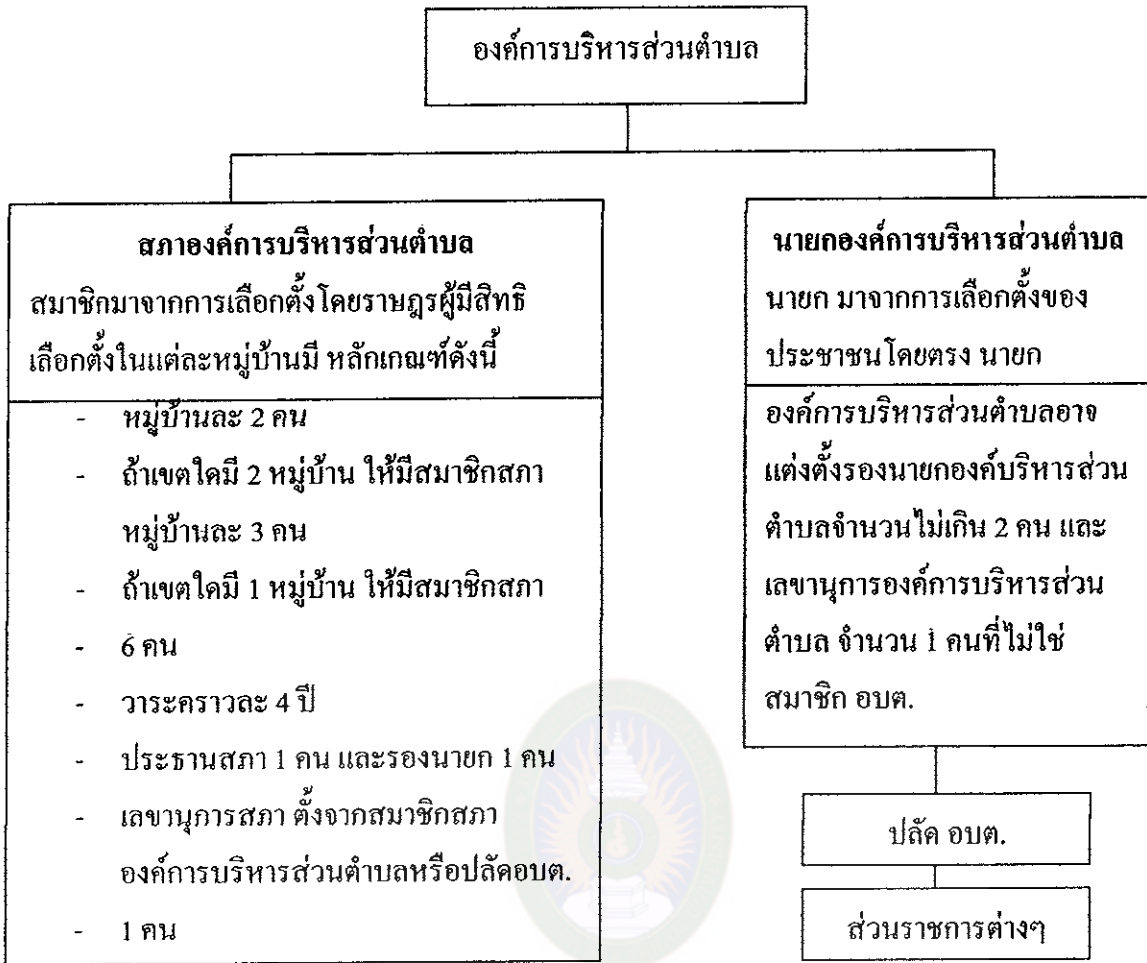 องค์การบริหารส่วนตำบล
สภาองค์การบริหารส่วนตำบล
สมาชิกมาจากการเลือกตั้งโดยราษฎรผู้มีสิทธิ
เลือกตั้งในแต่ละหมู่บ้านมี หลักเกณฑ์ดังนี้
- หมู่บ้านละ 2 คน
- ถ้าเขตใดมี 2 หมู่บ้าน ให้มีสมาชิกสภา
หมู่บ้านละ 3 คน
- ถ้าเขตใดมี 1 หมู่บ้าน ให้มีสมาชิกสภา
- 6 คน
- วาระคราวละ 4 ปี
- ประธานสภา 1 คน และรองนายก 1 คน
- เลขานุการสภา ตั้งจากสมาชิกสภา
องค์การบริหารส่วนตำบลหรือปลัดอบต.
- 1 คน
นายกองค์การบริหารส่วนตำบล
นายก มาจากการเลือกตั้งของ
ประชาชนโดยตรง นายก
องค์การบริหารส่วนตำบลอาจ
แต่งตั้งรองนายกองค์บริหารส่วน
ตำบลจำนวนไม่เกิน 2 คน และ
เลขานุการองค์การบริหารส่วน
ตำบล จำนวน 1 คนที่ไม่ใช่
สมาชิก อบต.
ปลัด อบต.
ส่วนราชการต่างๆ